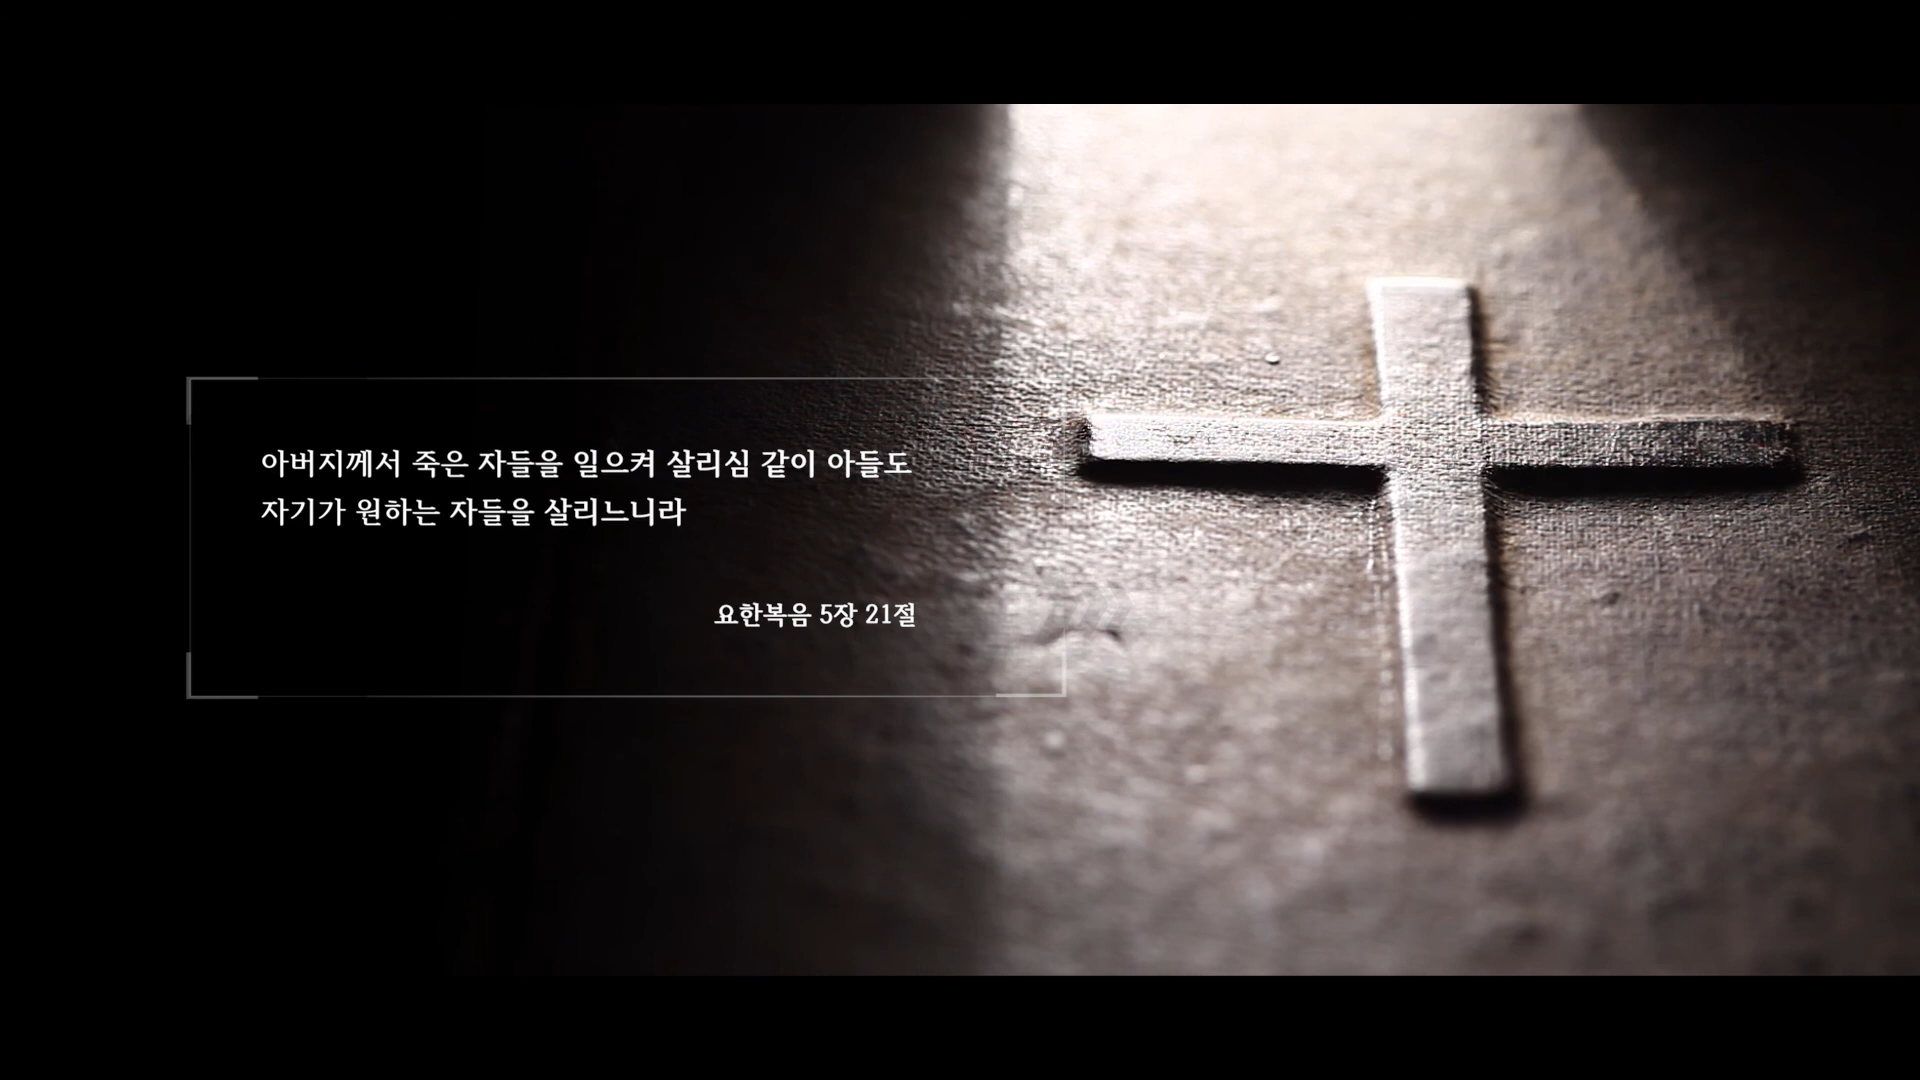 아버지께서 죽은 자들을 일으켜 살리심 같이 아들도
자기가 원하는 자들을 살리느니라
요한복음 5장 21절